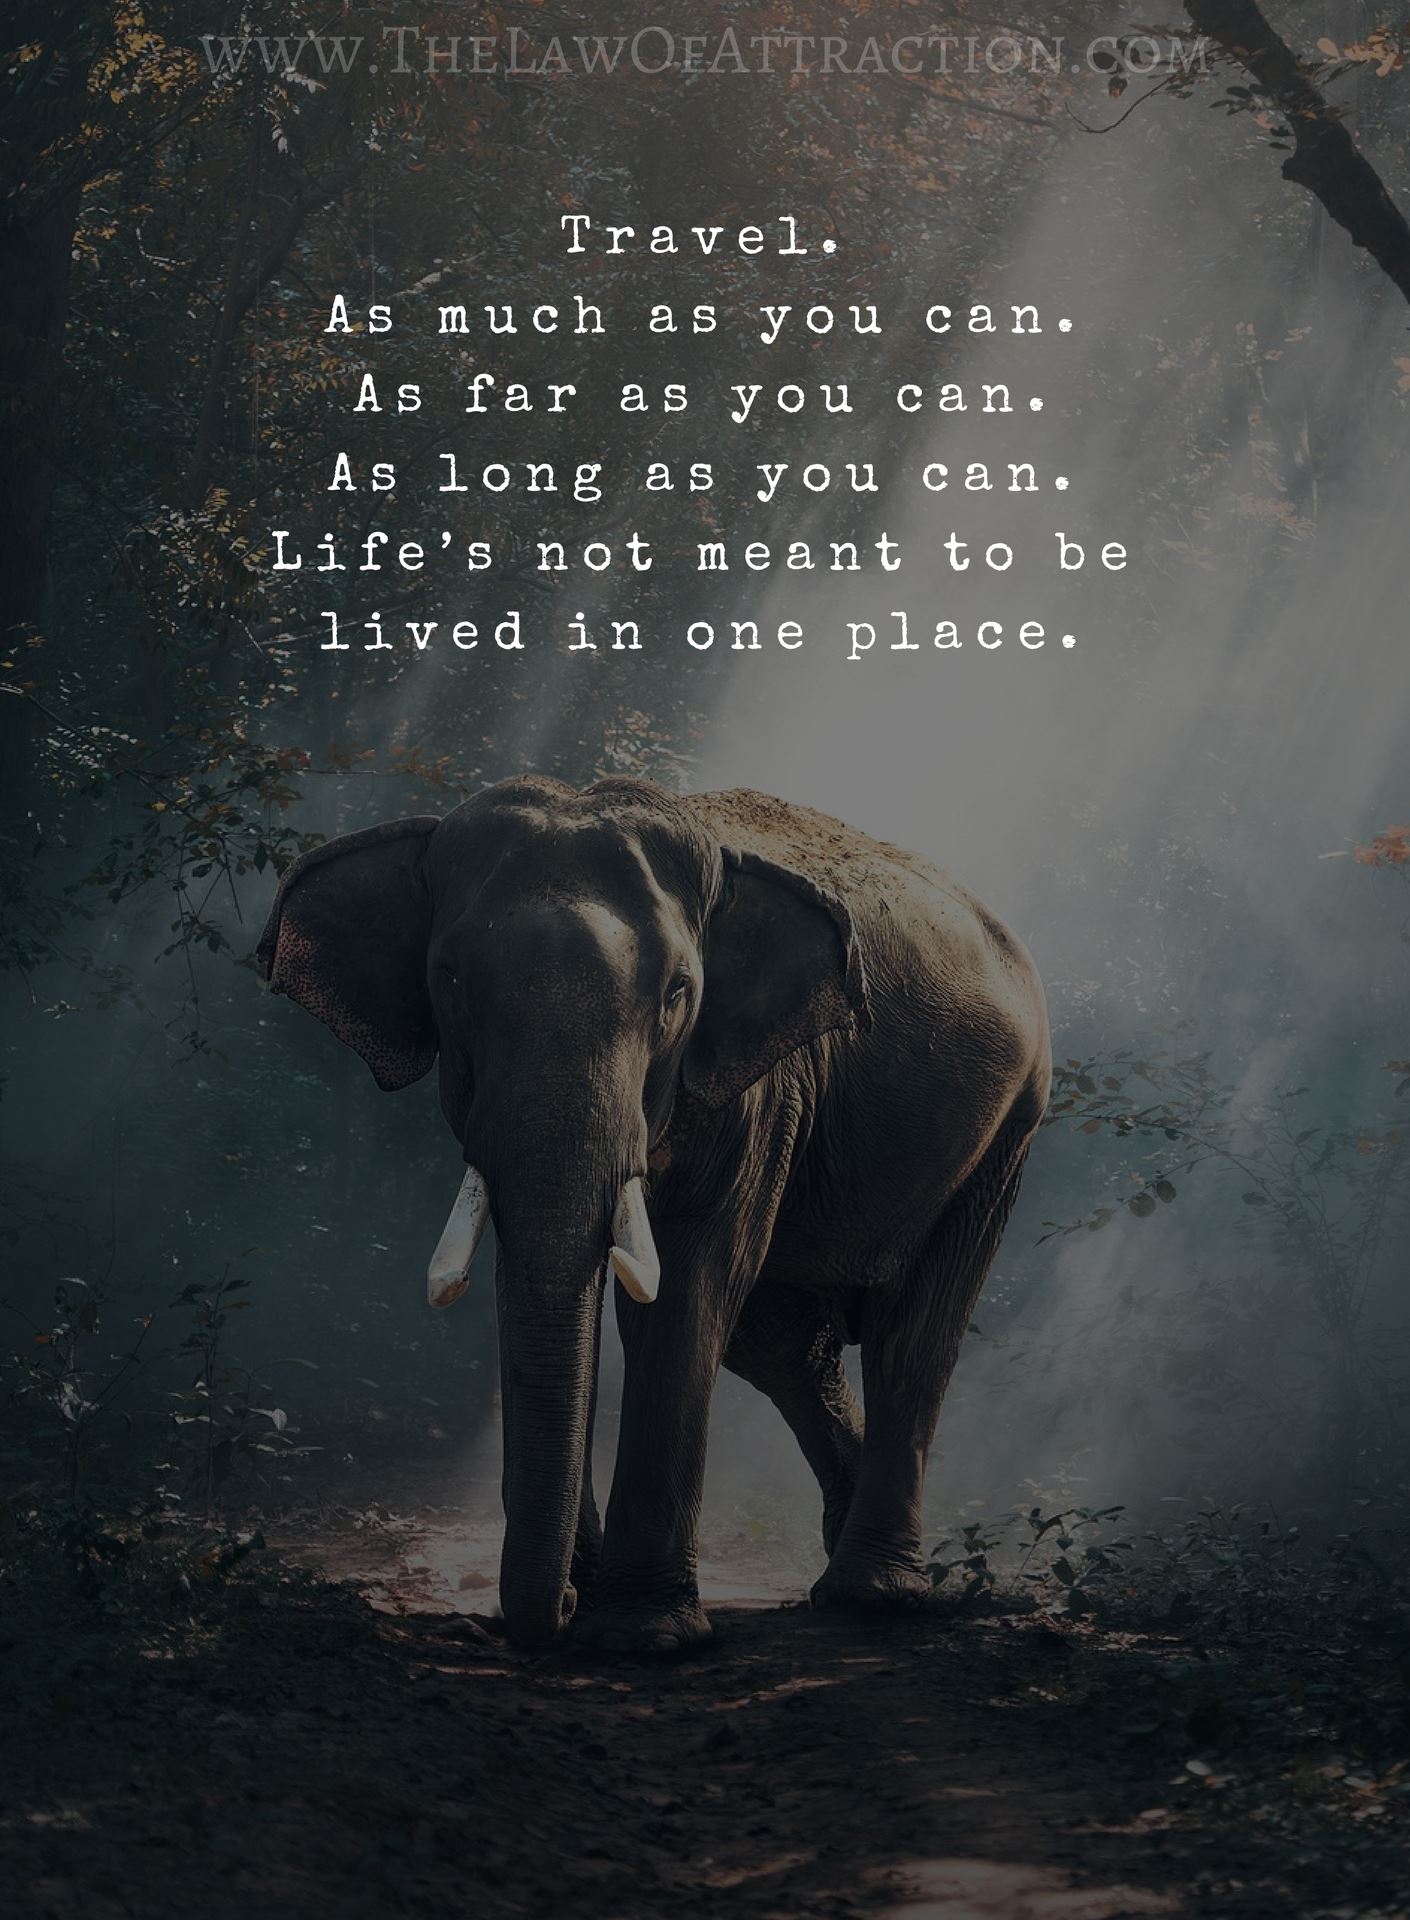 www.TheLawOfAttraction.com
Travel.
As much as you can.
As far as you can.
As long as you can.
Life’s not meant to be
lived in one place.